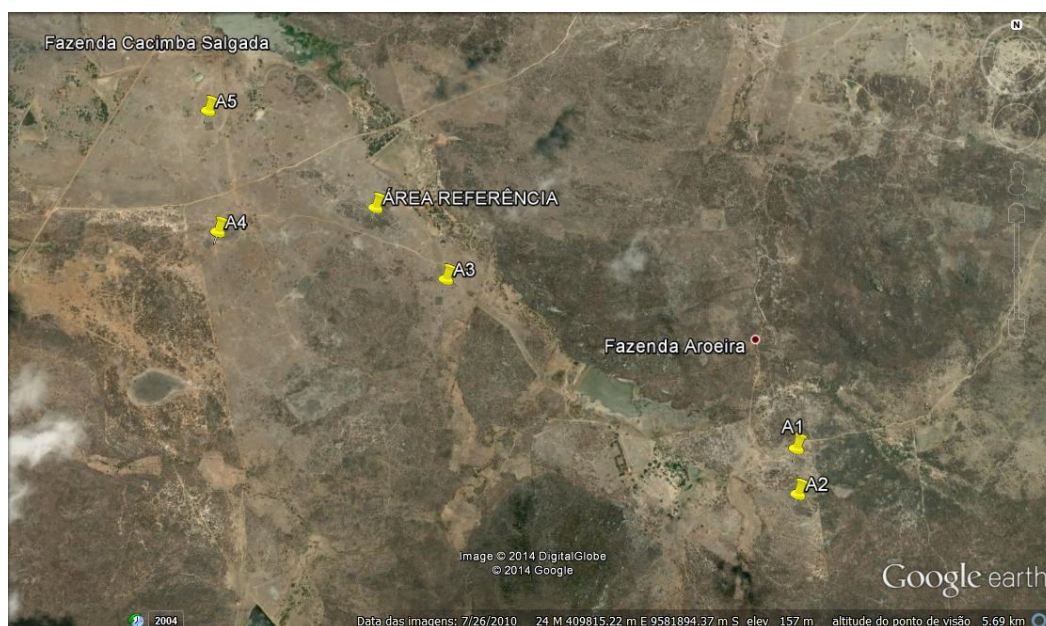 Fazenda Cacimba Salgada
N
A5
ÁREA REFERÊNCIA
A4
A3
Fazenda Aroeira
A1
A2
Image © 2014 DigitalGlobe
© 2014 Google
Google earth
2004 Data das imagens: 7/26/2010 24 M 409815.22 m E 9581894.37 m S elev 157 m altitude do ponto de visão 5.69 km